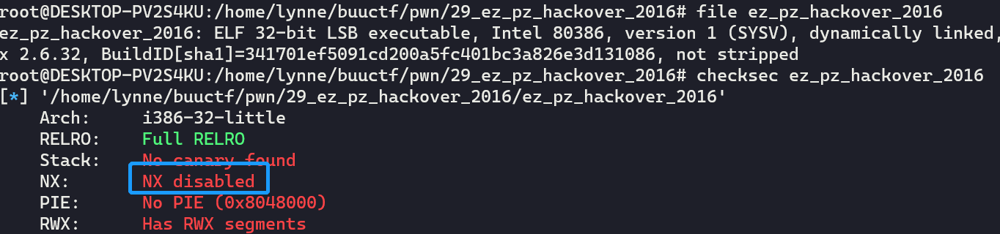 root@DESKTOP-PV2S4KU:/home/lynne/buuctf/pwn/29_ez_pz_hackover_2016# file ez_pz_hackover_2016
ez_pz_hackover_2016: ELF 32-bit LSB executable, Intel 80386, version 1 (SYSV), dynamically linked,
x 2.6.32, BuildID[sha1]=341701ef5091cd200a5fc401bc3a826e3d131086, not stripped
root@DESKTOP-PV2S4KU:/home/lynne/buuctf/pwn/29_ez_pz_hackover_2016# checksec ez_pz_hackover_2016
[*] '/home/lynne/buuctf/pwn/29_ez_pz_hackover_2016/ez_pz_hackover_2016'
    Arch:     i386-32-little
    RELRO:    Full RELRO
    Stack:    No canary found
    NX:       NX disabled
    PIE:      No PIE (0x8048000)
    RWX:      Has RWX segments